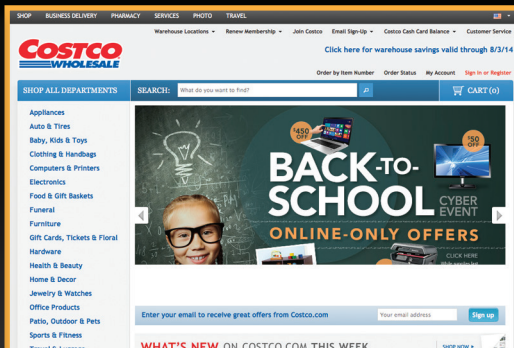 SHOP BUSINESS DELIVERY PHARMACY SERVICES PHOTO TRAVEL
Warehouse Locations Renew Membership Join Costco Email Sign-Up Costco Cash Card Balance Customer Service
COSTCO
WHOLESALE
Click here for warehouse savings valid through 8/3/14
Order by Item Number Order Status My Account Sign In or Register
SHOP ALL DEPARTMENTS SEARCH: What do you want to find? CART (0)
Appliances
Auto & Tires
Baby, Kids & Toys
Clothing & Handbags
Computers & Printers
Electronics
Food & Gift Baskets
Funeral
Furniture
Gift Cards, Tickets & Floral
Hardware
Health & Beauty
Home & Decor
Jewelry & Watches
Office Products
Patio, Outdoor & Pets
Sports & Fitness
$450 OFF
$50 OFF
BACK-TO-
SCHOOL CYBER EVENT
ONLINE-ONLY OFFERS
CLICK HERE
While supplies last
Enter your email to receive great offers from Costco.com Your email address Sign up
WHAT'S NEW ON COSTCO.COM THIS WEEK SHOP NOW